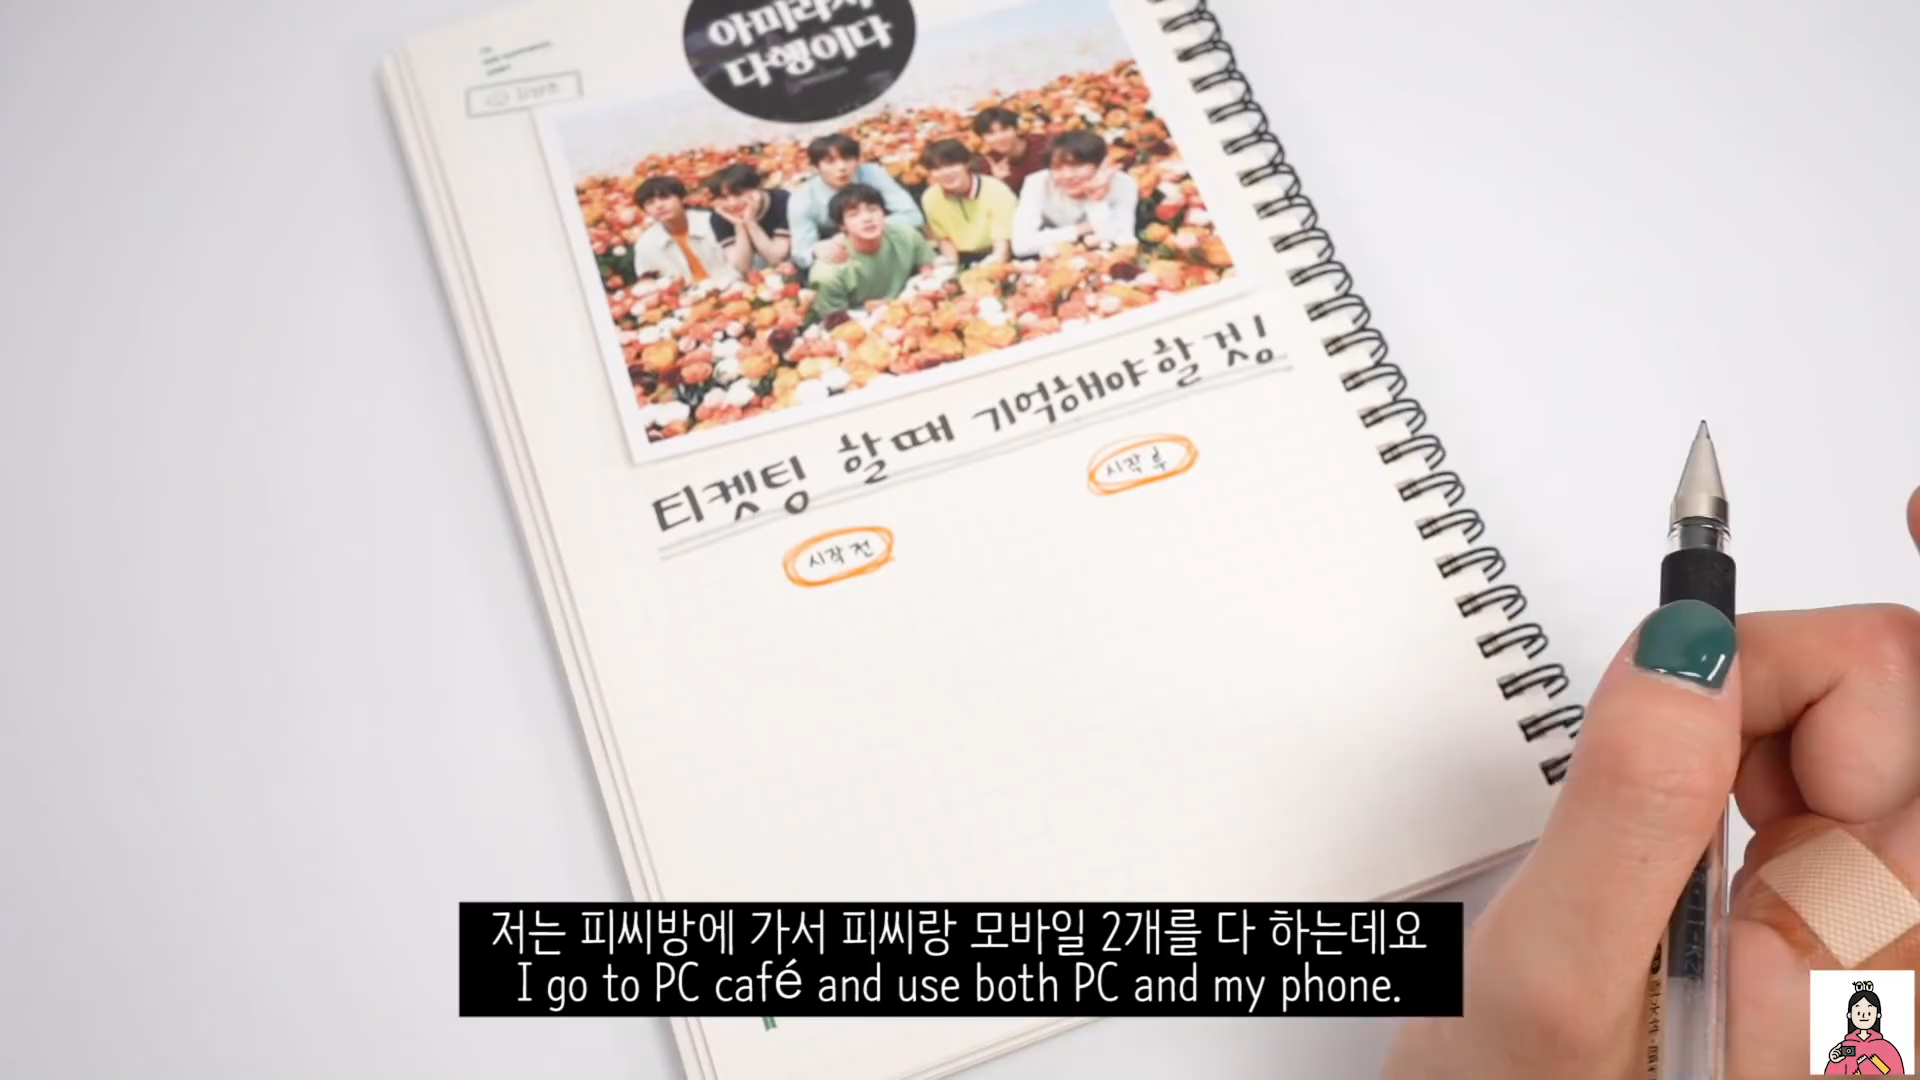 아미라서
다행이다
티켓팅 할때 기억해야할 것!
시작 전
시작 후
저는 피씨방에 가서 피씨랑 모바일 2개를 다 하는데요
I go to PC café and use both PC and my phone.